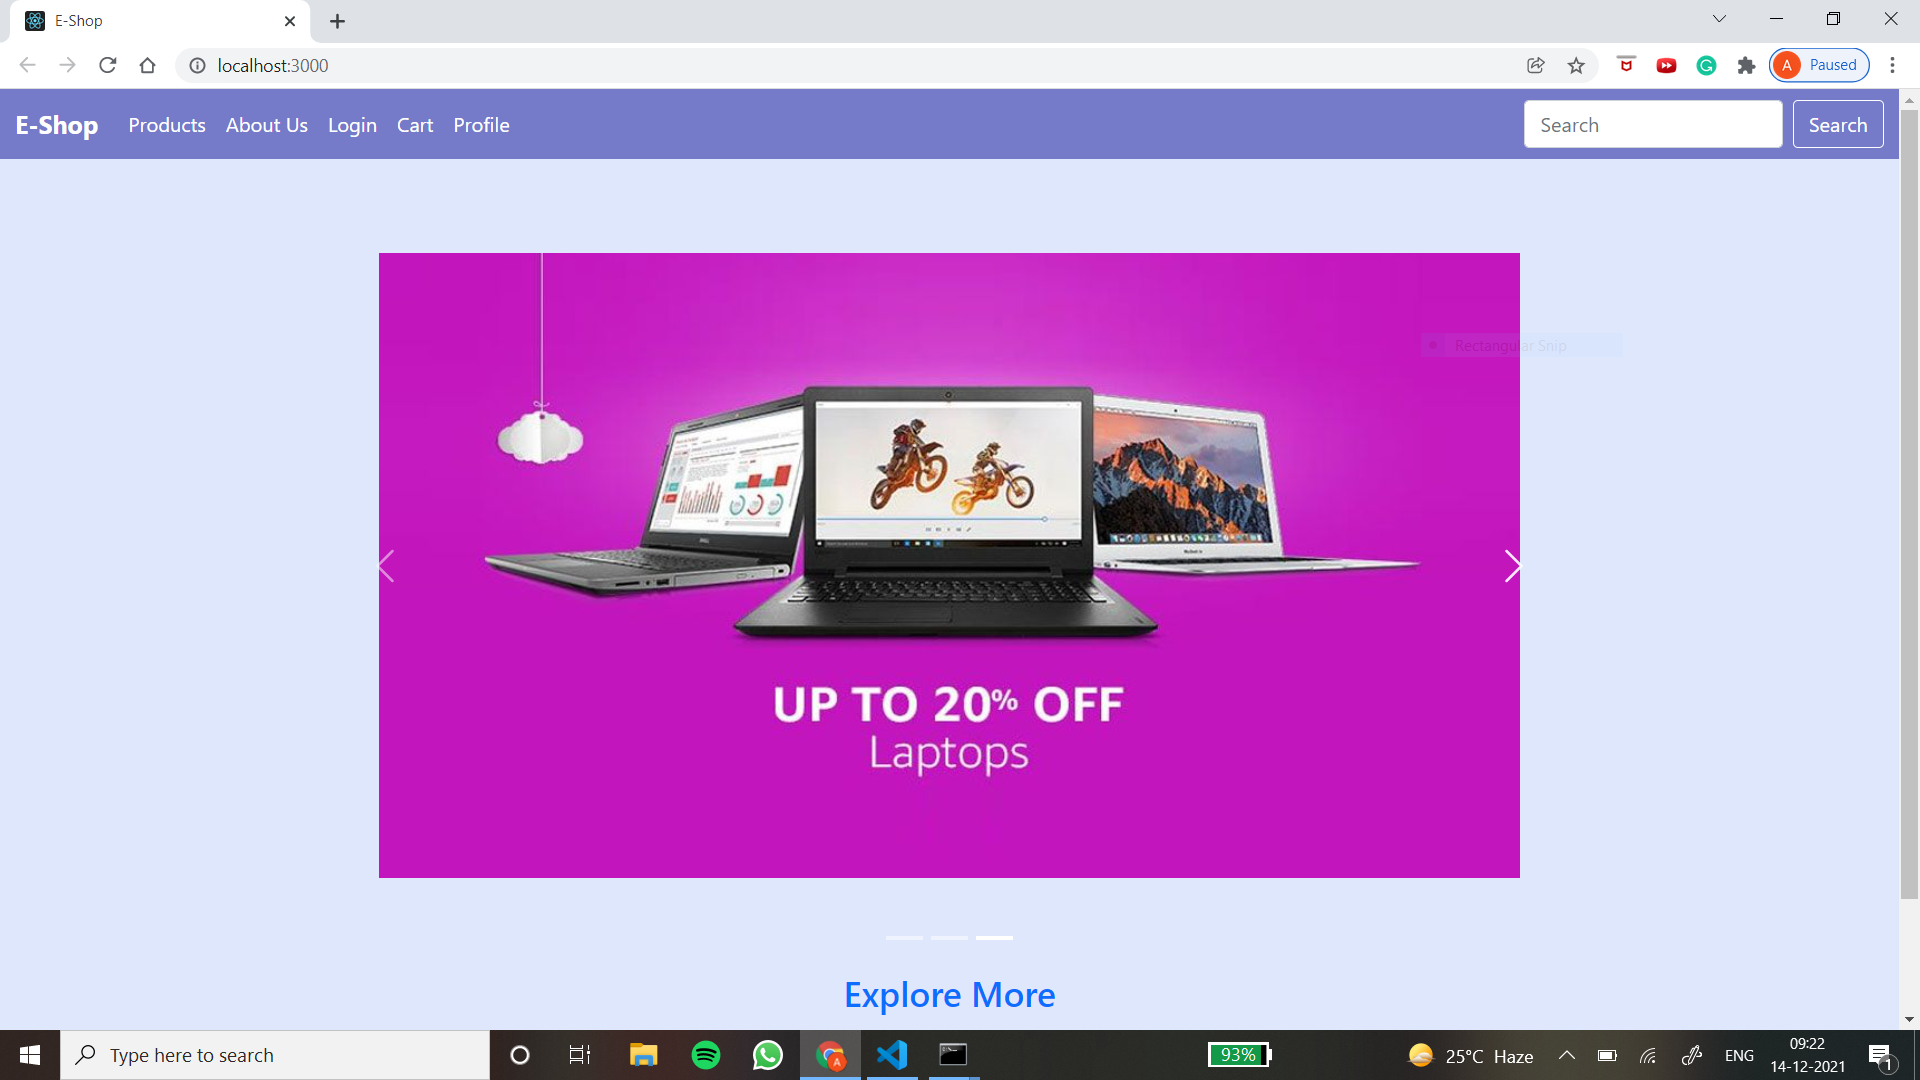 E-Shop
localhost:3000
A Paused
E-Shop Products About Us Login Cart Profile
Search
Search
Rectangular Snip
UP TO 20% OFF
Laptops
Explore More
Type here to search
93%
25°C Haze
ENG
09:22
14-12-2021
1